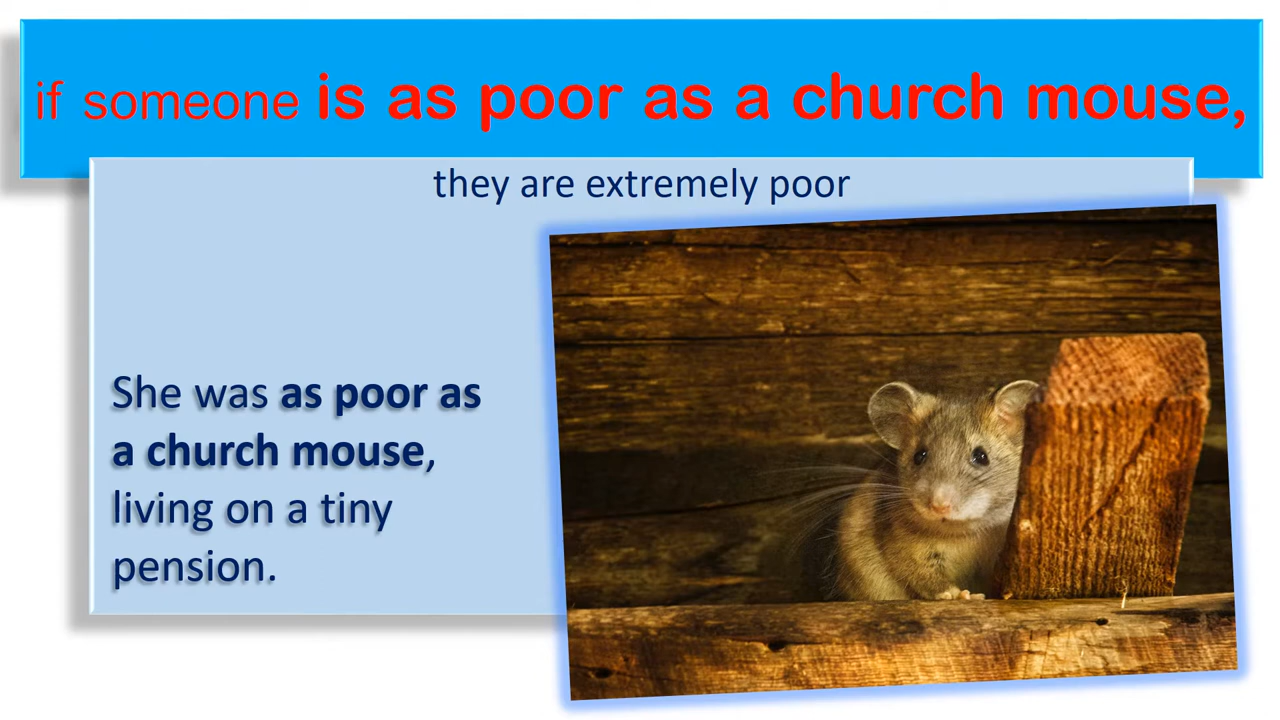 if someone is as poor as a church mouse,
they are extremely poor
She was as poor as
a church mouse,
living on a tiny
pension.